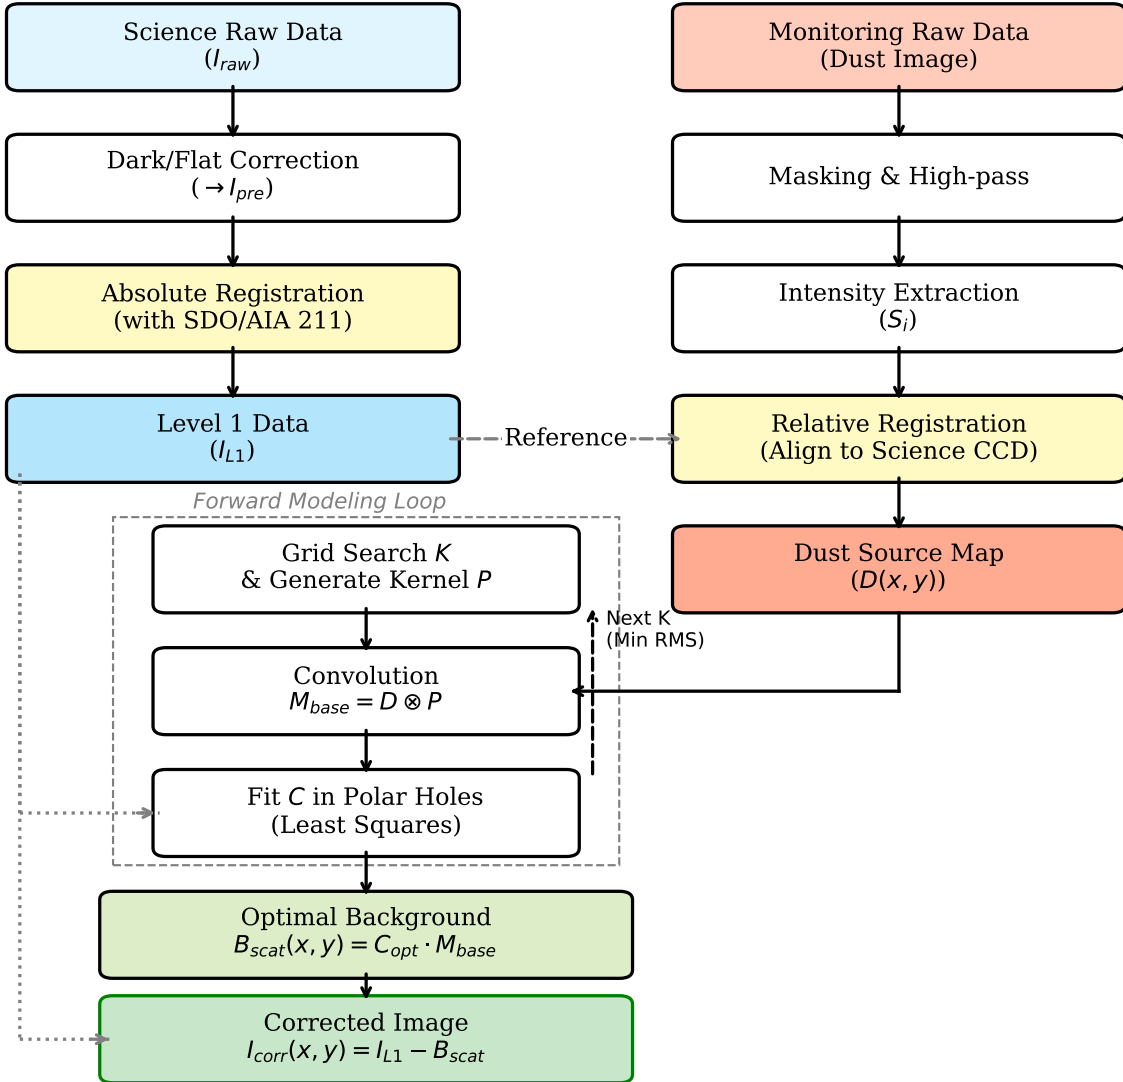 Science Raw Data
(I_raw)
Monitoring Raw Data
(Dust Image)
Dark/Flat Correction
(→ I_pre)
Masking & High-pass
Absolute Registration
(with SDO/AIA 211)
Intensity Extraction
(S_i)
Level 1 Data
(I_L1)
Reference
Relative Registration
(Align to Science CCD)
Forward Modeling Loop
Grid Search K
& Generate Kernel P
Dust Source Map
(D(x, y))
Next K
(Min RMS)
Convolution
M_base = D ⊗ P
Fit C in Polar Holes
(Least Squares)
Optimal Background
B_scat(x, y) = C_opt · M_base
Corrected Image
I_corr(x, y) = I_L1 − B_scat